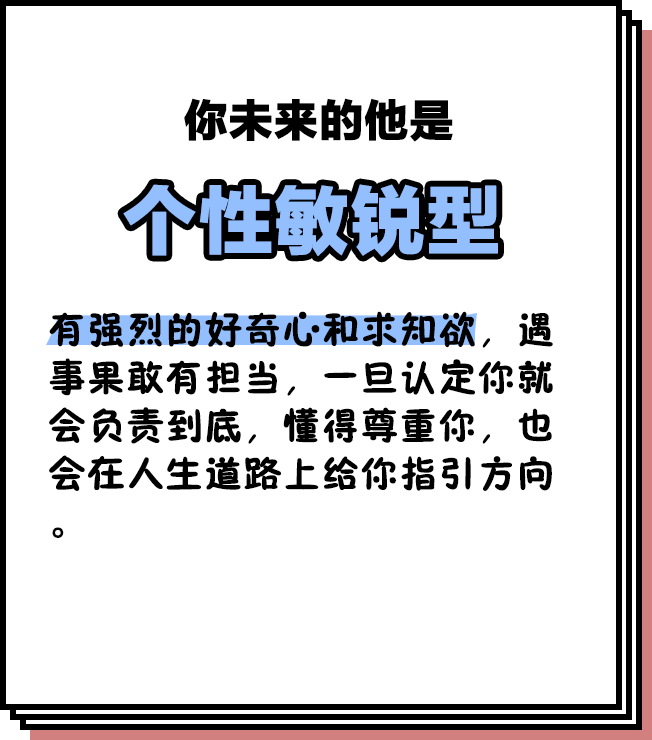 你未来的他是
个性敏锐型
有强烈的好奇心和求知欲，遇
事果敢有担当，一旦认定你就
会负责到底，懂得尊重你，也
会在人生道路上给你指引方向
。